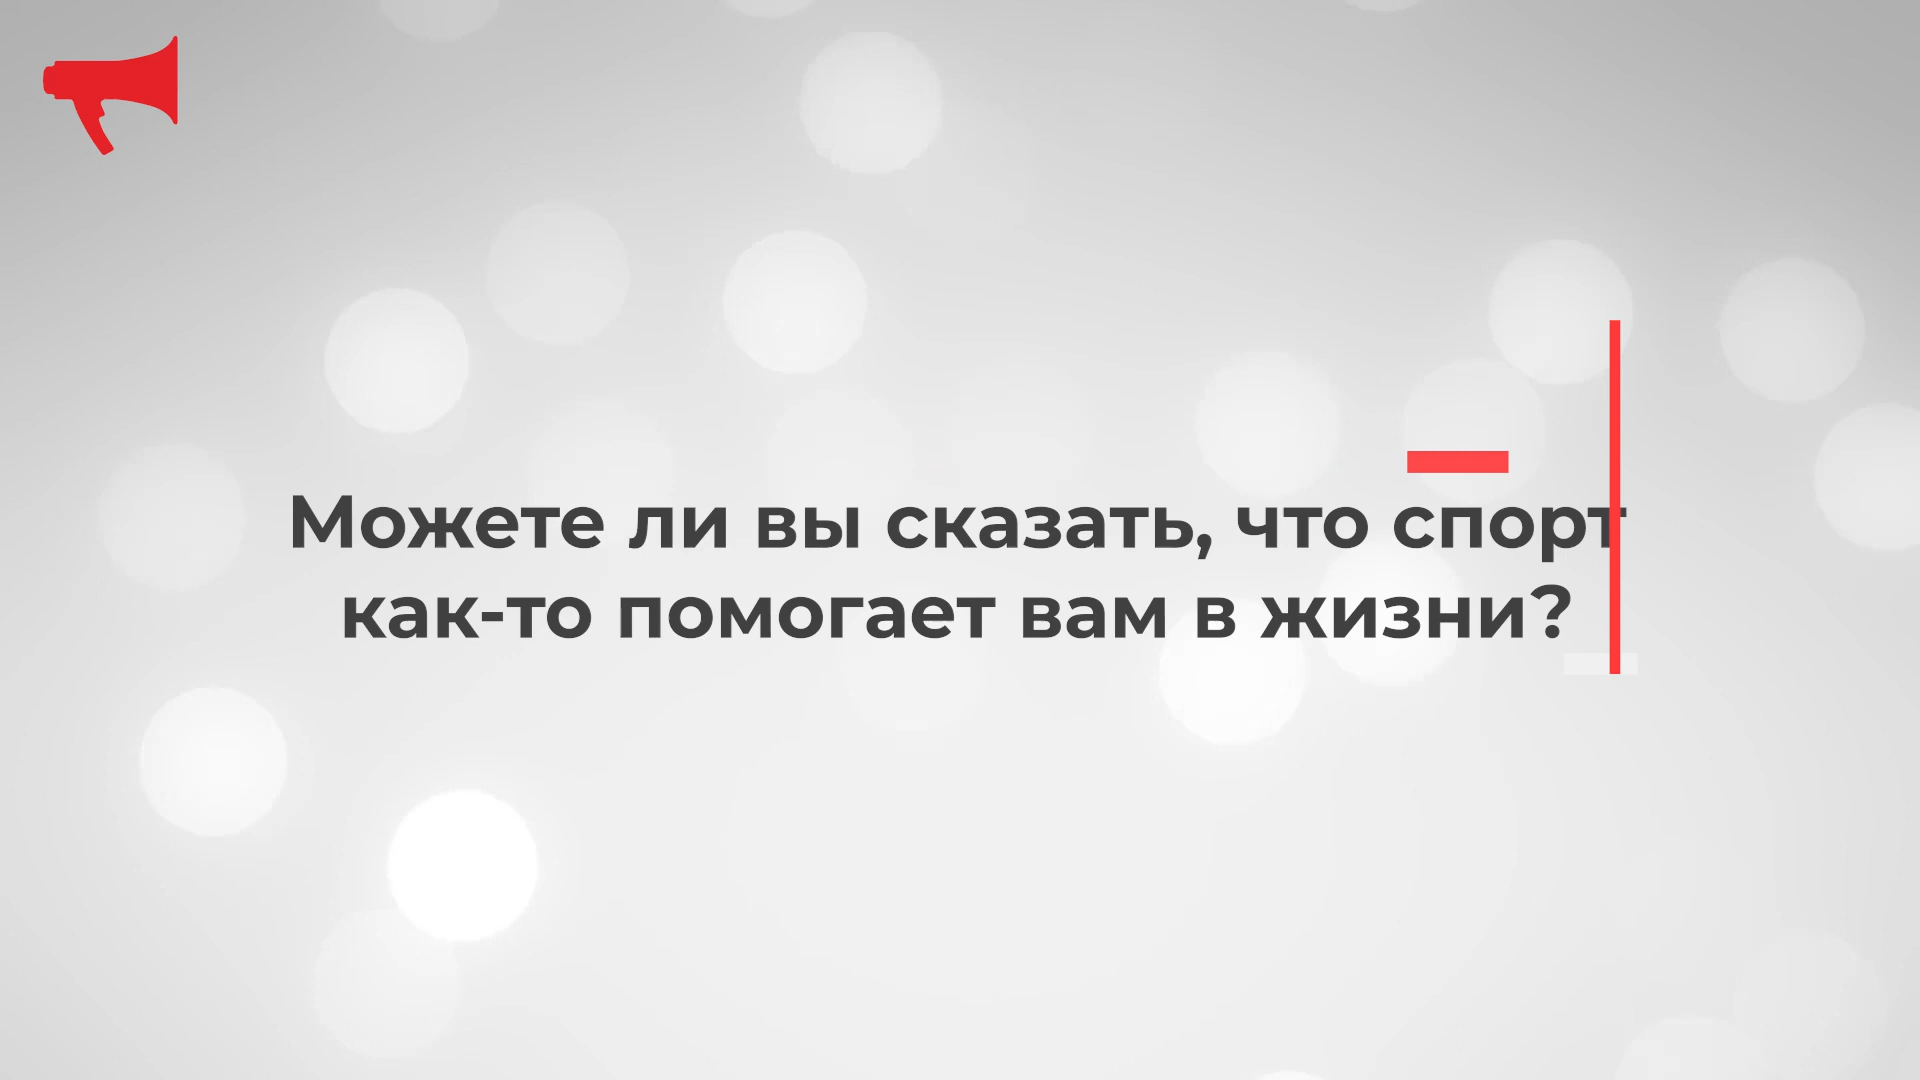 Можете ли вы сказать, что спорт
как-то помогает вам в жизни?